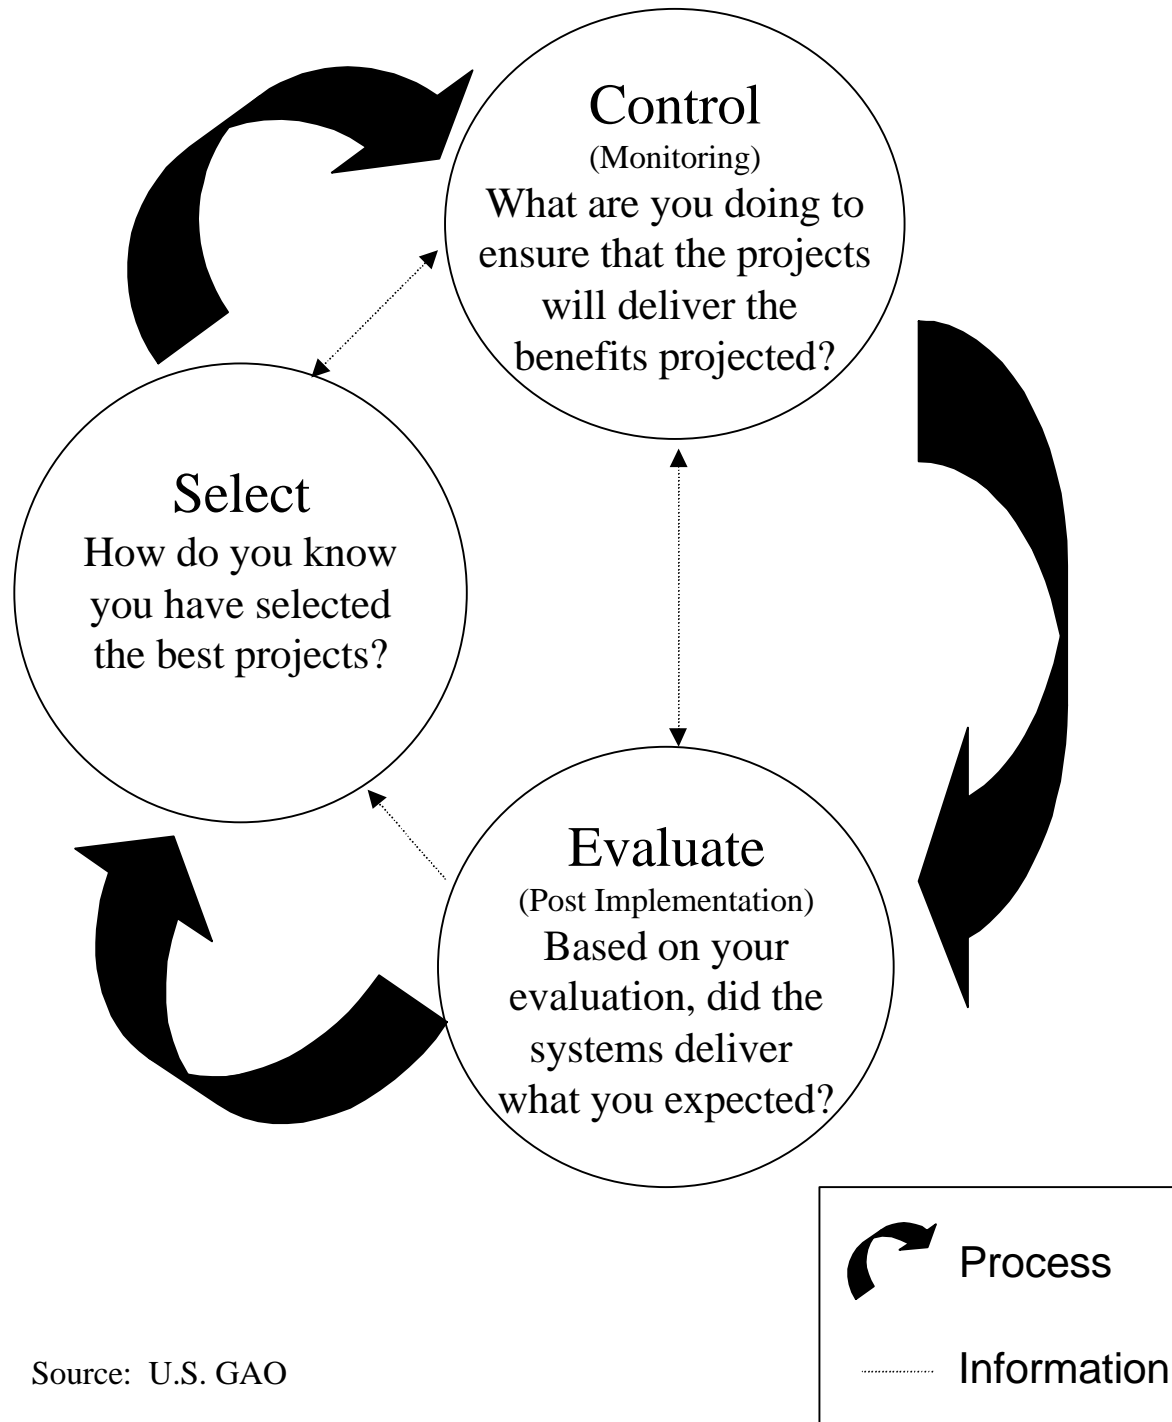 Control
(Monitoring)
What are you doing to
ensure that the projects
will deliver the
benefits projected?
Select
How do you know
you have selected
the best projects?
Evaluate
(Post Implementation)
Based on your
evaluation, did the
systems deliver
what you expected?
Process
Information
Source: U.S. GAO